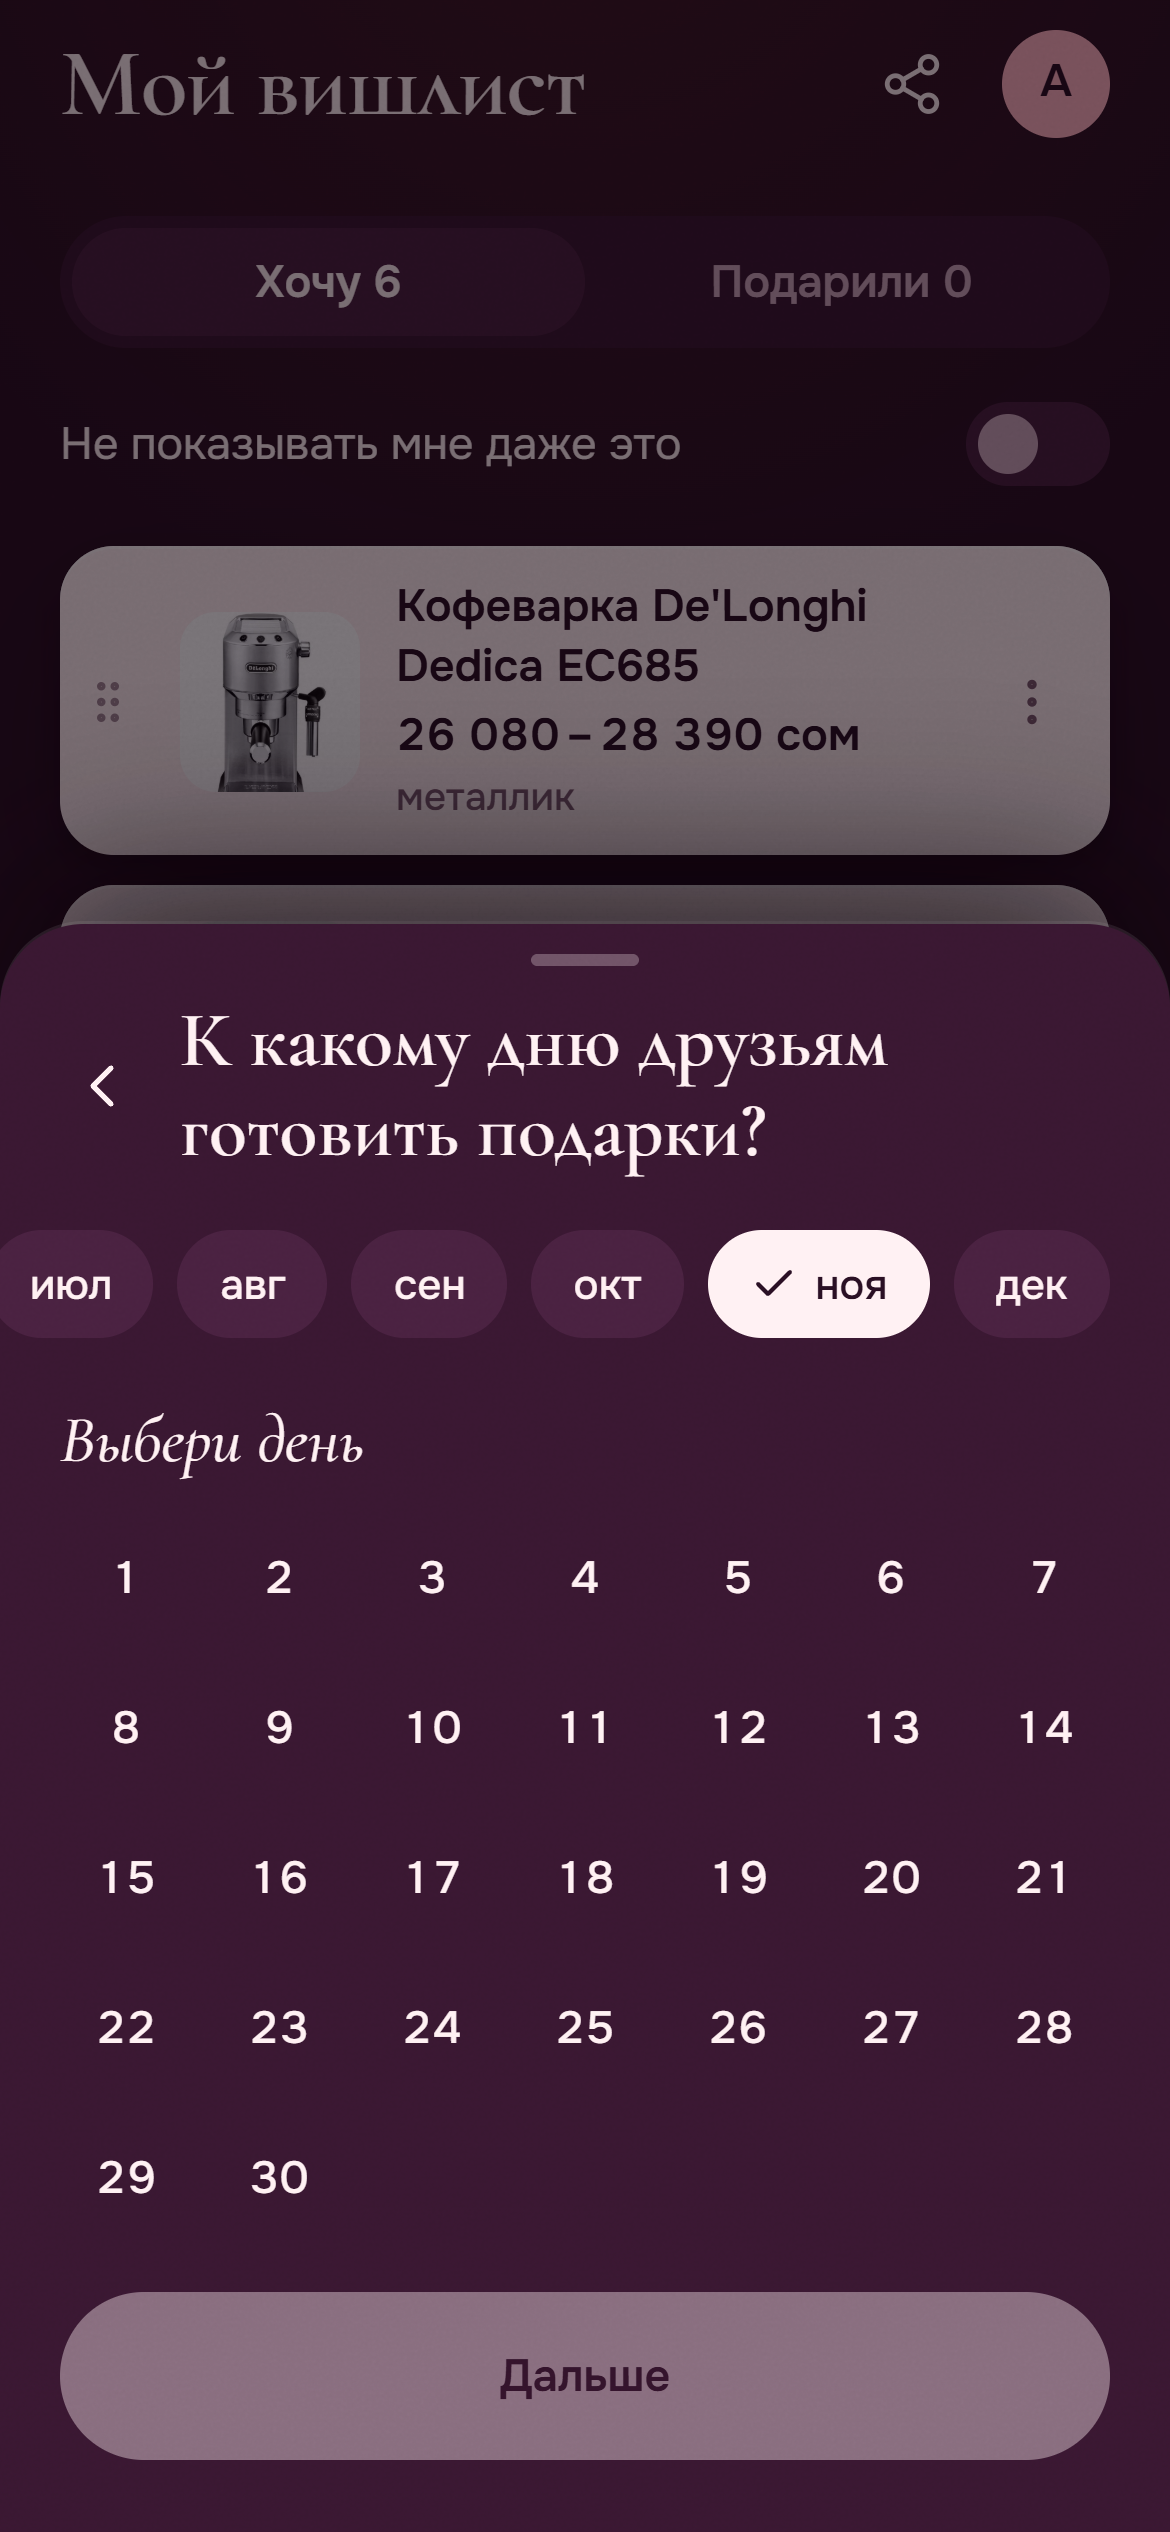 Мой вишлист
А
Хочу 6
Подарили 0
Не показывать мне даже это
Кофеварка De'Longhi
Dedica EC685
26 080 – 28 390 сом
металлик
К какому дню друзьям
готовить подарки?
июл
авг
сен
окт
ноя
дек
Выбери день
1 2 3 4 5 6 7
8 9 10 11 12 13 14
15 16 17 18 19 20 21
22 23 24 25 26 27 28
29 30
Дальше